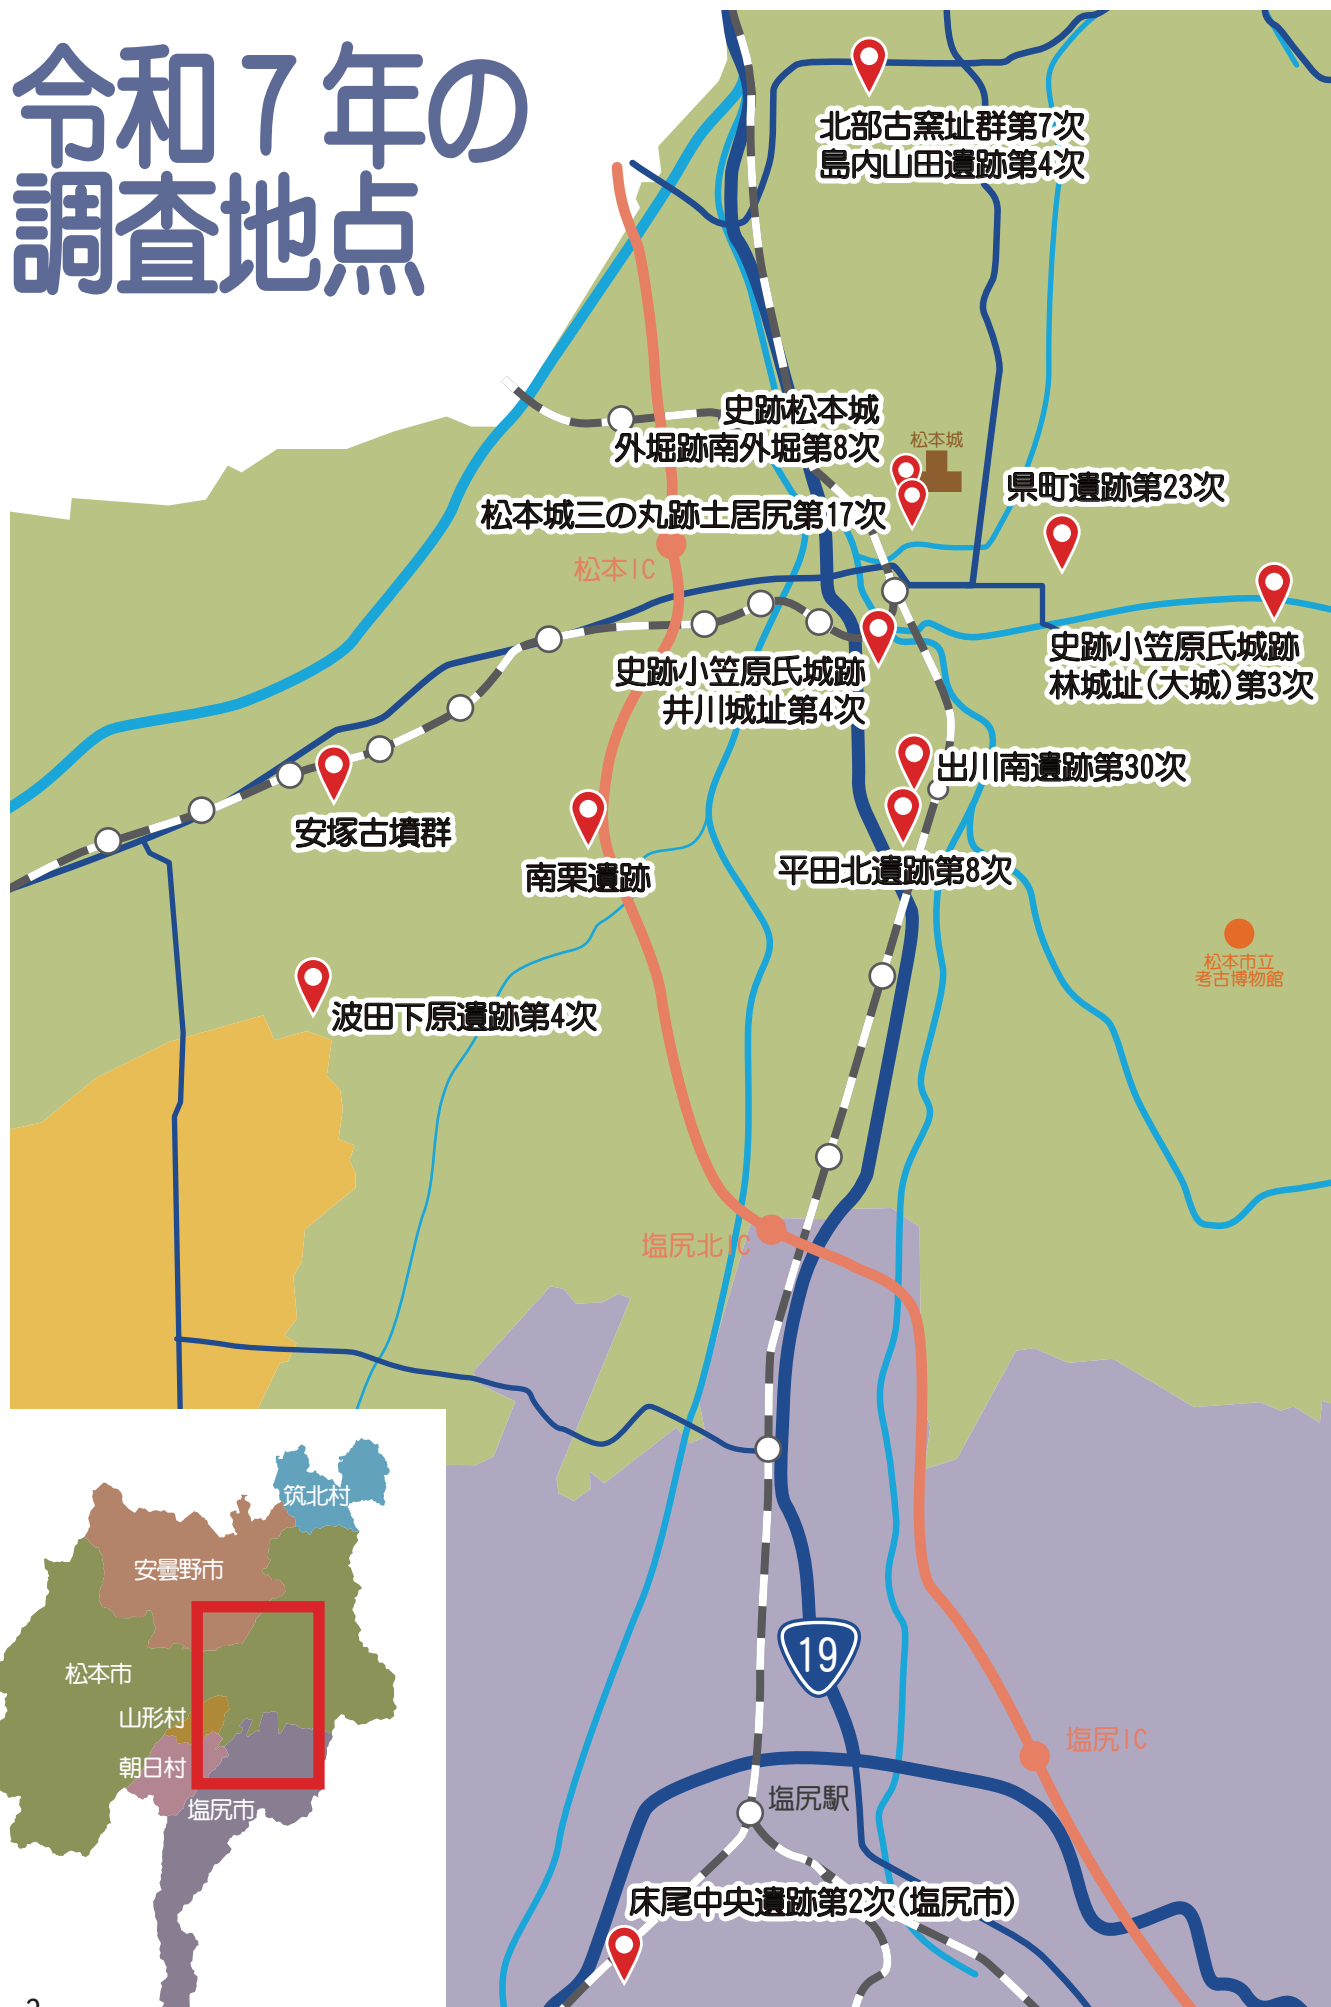 令和７年の
調査地点
北部古窯址群第7次
島内山田遺跡第4次
史跡松本城
外堀跡南外堀第8次
松本城
松本城三の丸跡土居尻第17次
県町遺跡第23次
松本IC
史跡小笠原氏城跡
井川城址第4次
史跡小笠原氏城跡
林城址(大城)第3次
出川南遺跡第30次
安塚古墳群
南栗遺跡
平田北遺跡第8次
松本市立
考古博物館
波田下原遺跡第4次
塩尻北IC
筑北村
安曇野市
松本市
山形村
朝日村
塩尻市
19
塩尻IC
塩尻駅
床尾中央遺跡第2次(塩尻市)